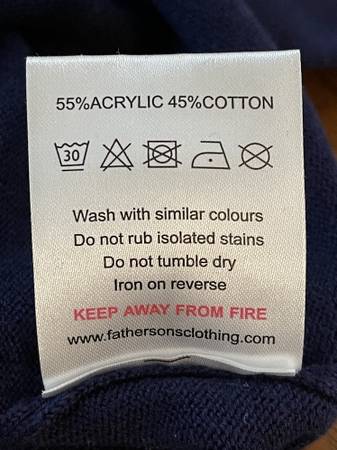 55%ACRYLIC 45%COTTON
30
Wash with similar colours
Do not rub isolated stains
Do not tumble dry
Iron on reverse
KEEP AWAY FROM FIRE
www.fathersonsclothing.com